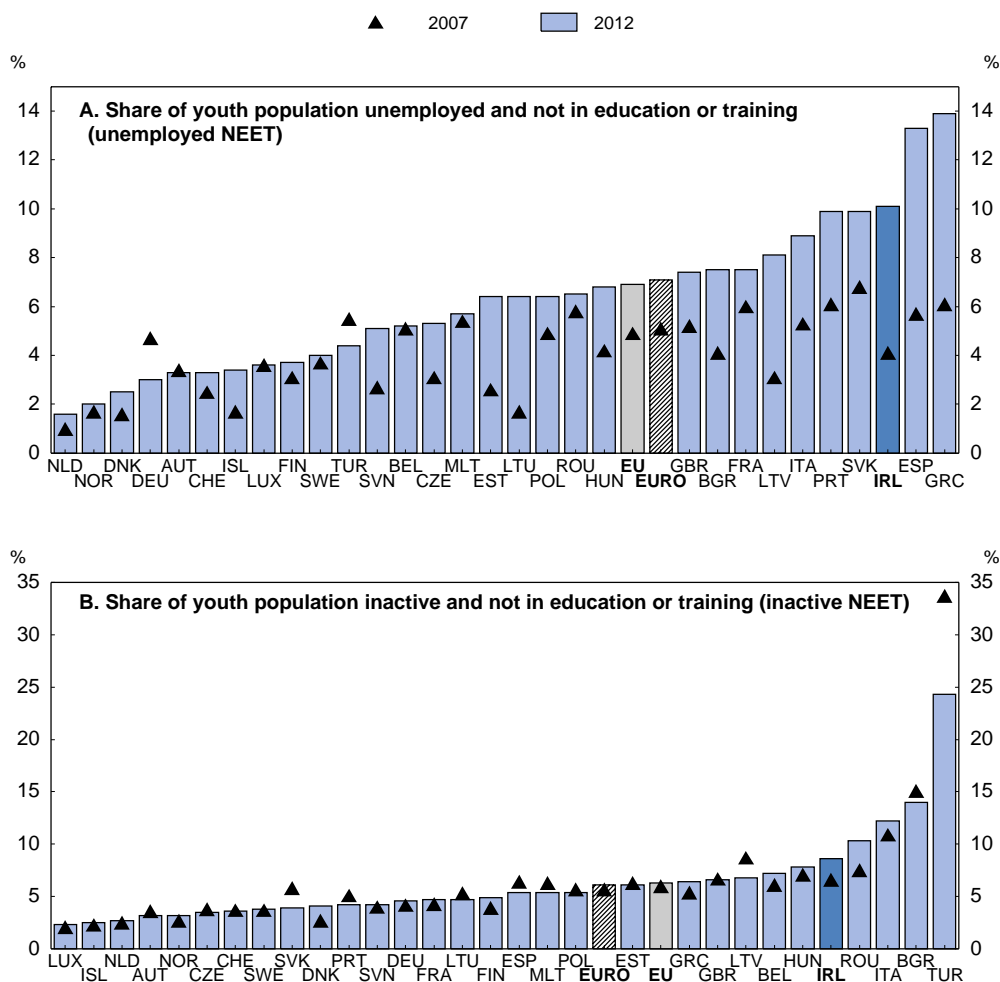 2007 2012
% %
A. Share of youth population unemployed and not in education or training
(unemployed NEET)
14 14
12 12
10 10
8 8
6 6
4 4
2 2
0 0
NLD DNK AUT ISL FIN TUR BEL MLT LTU ROU EU GBR FRA ITA SVK ESP
NOR DEU CHE LUX SWE SVN CZE EST POL HUN EURO BGR LTV PRT IRL GRC
% %
35 35
B. Share of youth population inactive and not in education or training (inactive NEET)
30 30
25 25
20 20
15 15
10 10
5 5
0 0
LUX NLD NOR CHE SVK PRT DEU LTU ESP POL EST GRC LTV HUN ROU BGR
ISL AUT CZE SWE DNK SVN FRA FIN MLT EURO EU GBR BEL IRL ITA TUR